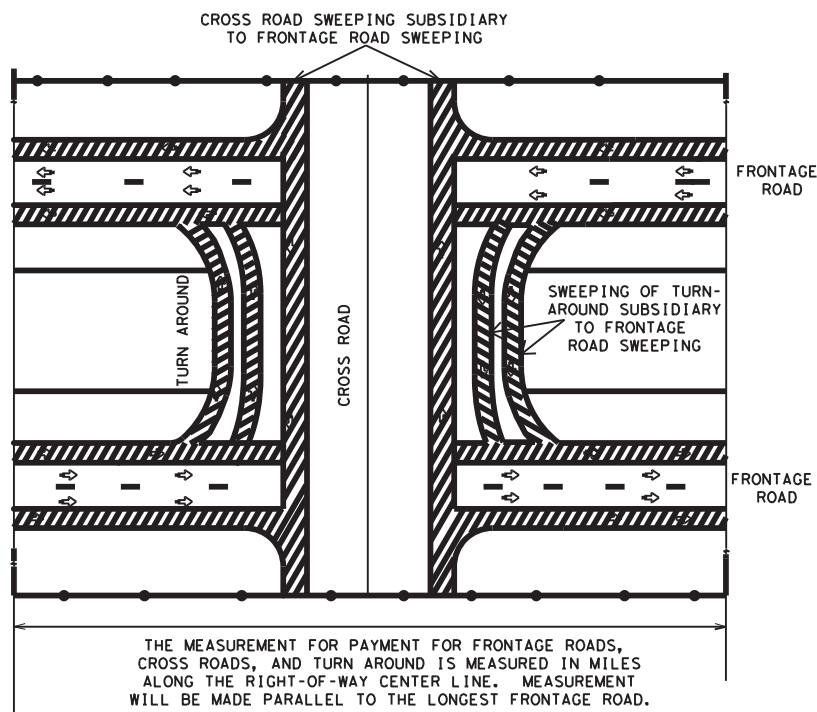 CROSS ROAD SWEEPING SUBSIDIARY
TO FRONTAGE ROAD SWEEPING
FRONTAGE
ROAD
SWEEPING OF TURN-
AROUND SUBSIDIARY
TO FRONTAGE
ROAD SWEEPING
TURN AROUND
CROSS ROAD
FRONTAGE
ROAD
THE MEASUREMENT FOR PAYMENT FOR FRONTAGE ROADS,
CROSS ROADS, AND TURN AROUND IS MEASURED IN MILES
ALONG THE RIGHT-OF-WAY CENTER LINE. MEASUREMENT
WILL BE MADE PARALLEL TO THE LONGEST FRONTAGE ROAD.